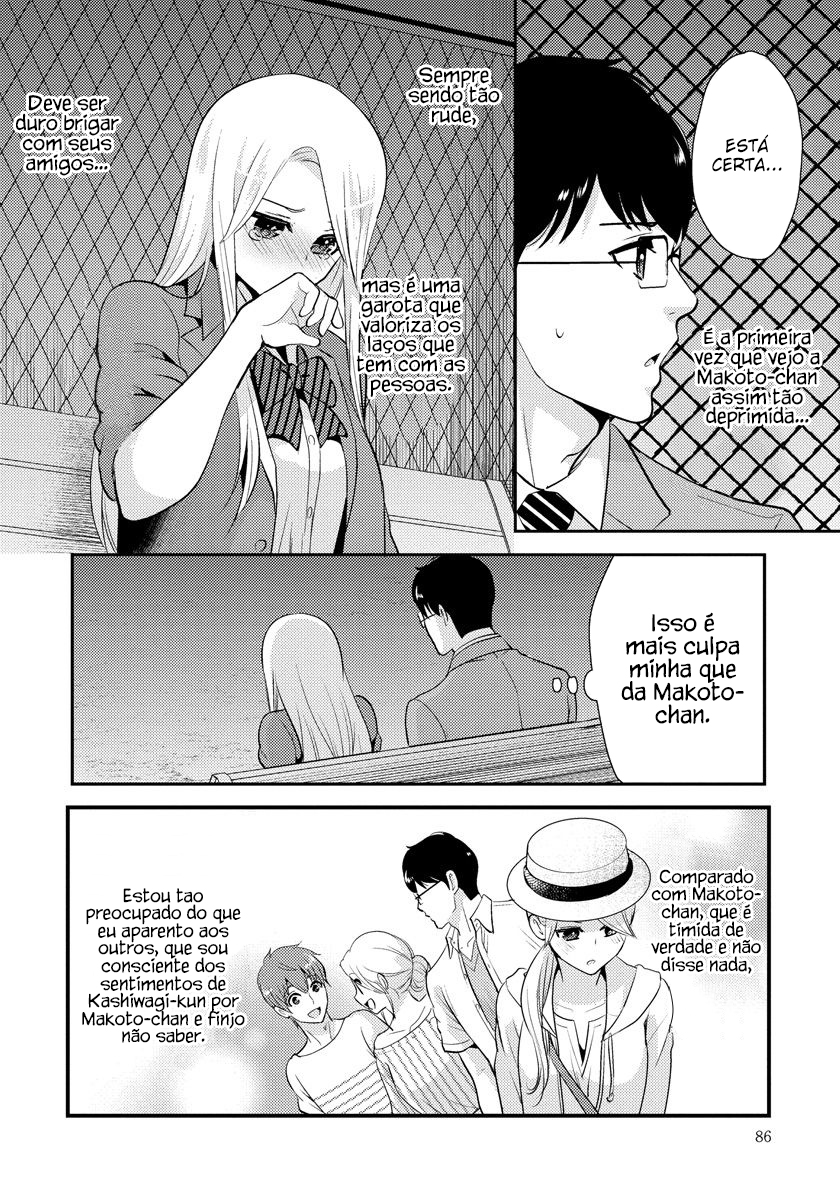 ESTÁ
CERTA...
É a primeira
vez que vejo a
Makoto-chan
assim tão
deprimida...
Sempre
sendo tão
rude,
mas é uma
garota que
valoriza os
laços que
tem com as
pessoas.
Deve ser
duro brigar
com seus
amigos...
Isso é
mais culpa
minha que
da Makoto-
chan.
Comparado
com Makoto-
chan, que é
tímida de
verdade e não
disse nada,
Estou tao
preocupado do que
eu aparento aos
outros, que sou
consciente dos
sentimentos de
Kashiwagi-kun por
Makoto-chan e finjo
não saber.
86